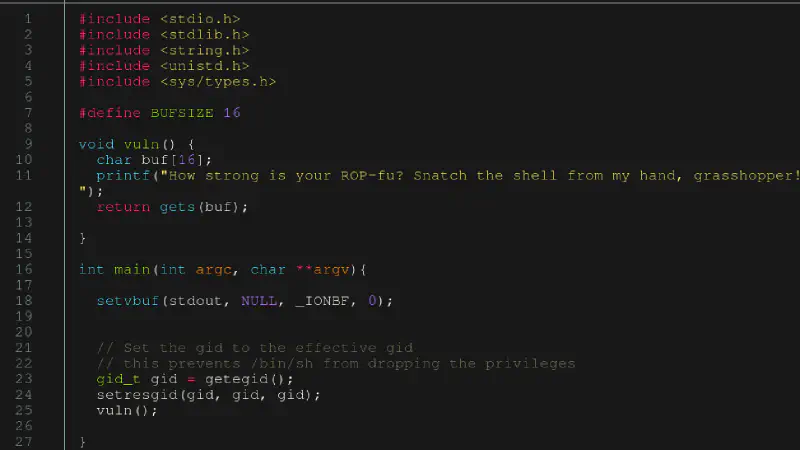 1 #include <stdio.h>
2 #include <stdlib.h>
3 #include <string.h>
4 #include <unistd.h>
5 #include <sys/types.h>
6
7 #define BUFSIZE 16
8
9 void vuln() {
10   char buf[16];
11   printf("How strong is your ROP-fu? Snatch the shell from my hand, grasshopper!
");
12   return gets(buf);
13
14 }
15
16 int main(int argc, char **argv){
17
18   setvbuf(stdout, NULL, _IONBF, 0);
19
20
21   // Set the gid to the effective gid
22   // this prevents /bin/sh from dropping the privileges
23   gid_t gid = getegid();
24   setresgid(gid, gid, gid);
25   vuln();
26
27 }